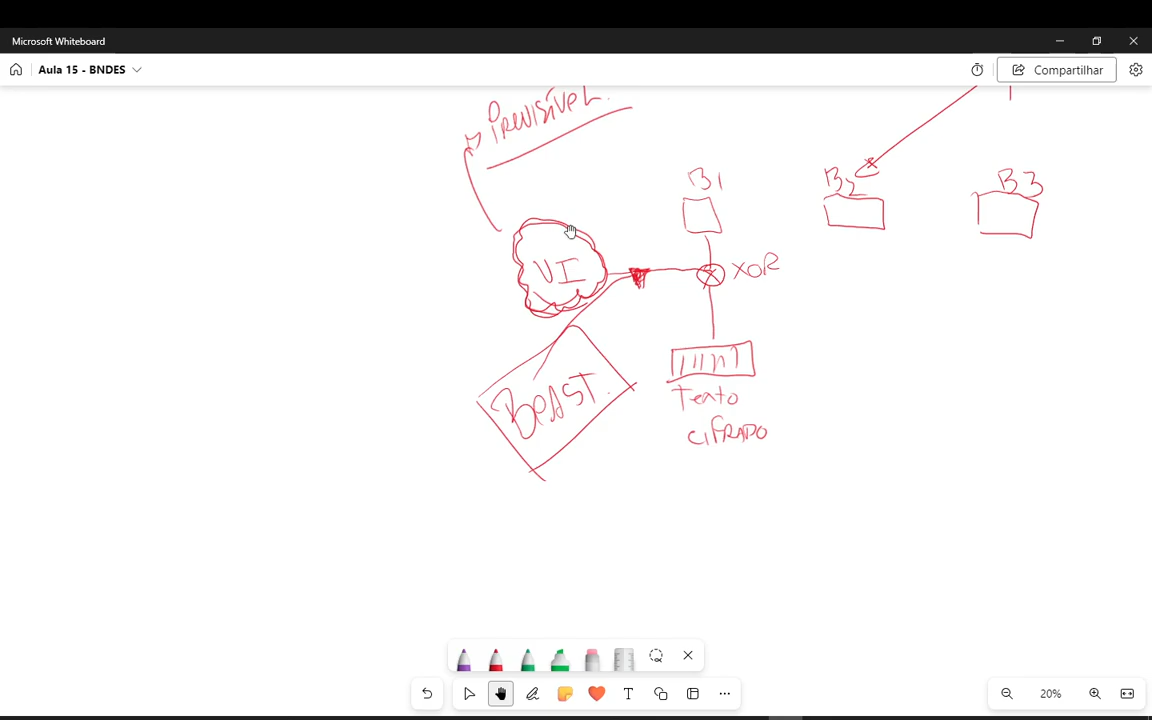 Microsoft Whiteboard
Aula 15 - BNDES
Compartilhar
Previsível
B1
B2
B3
VI
XOR
BEAST.
Texto
CIFRADO
20%